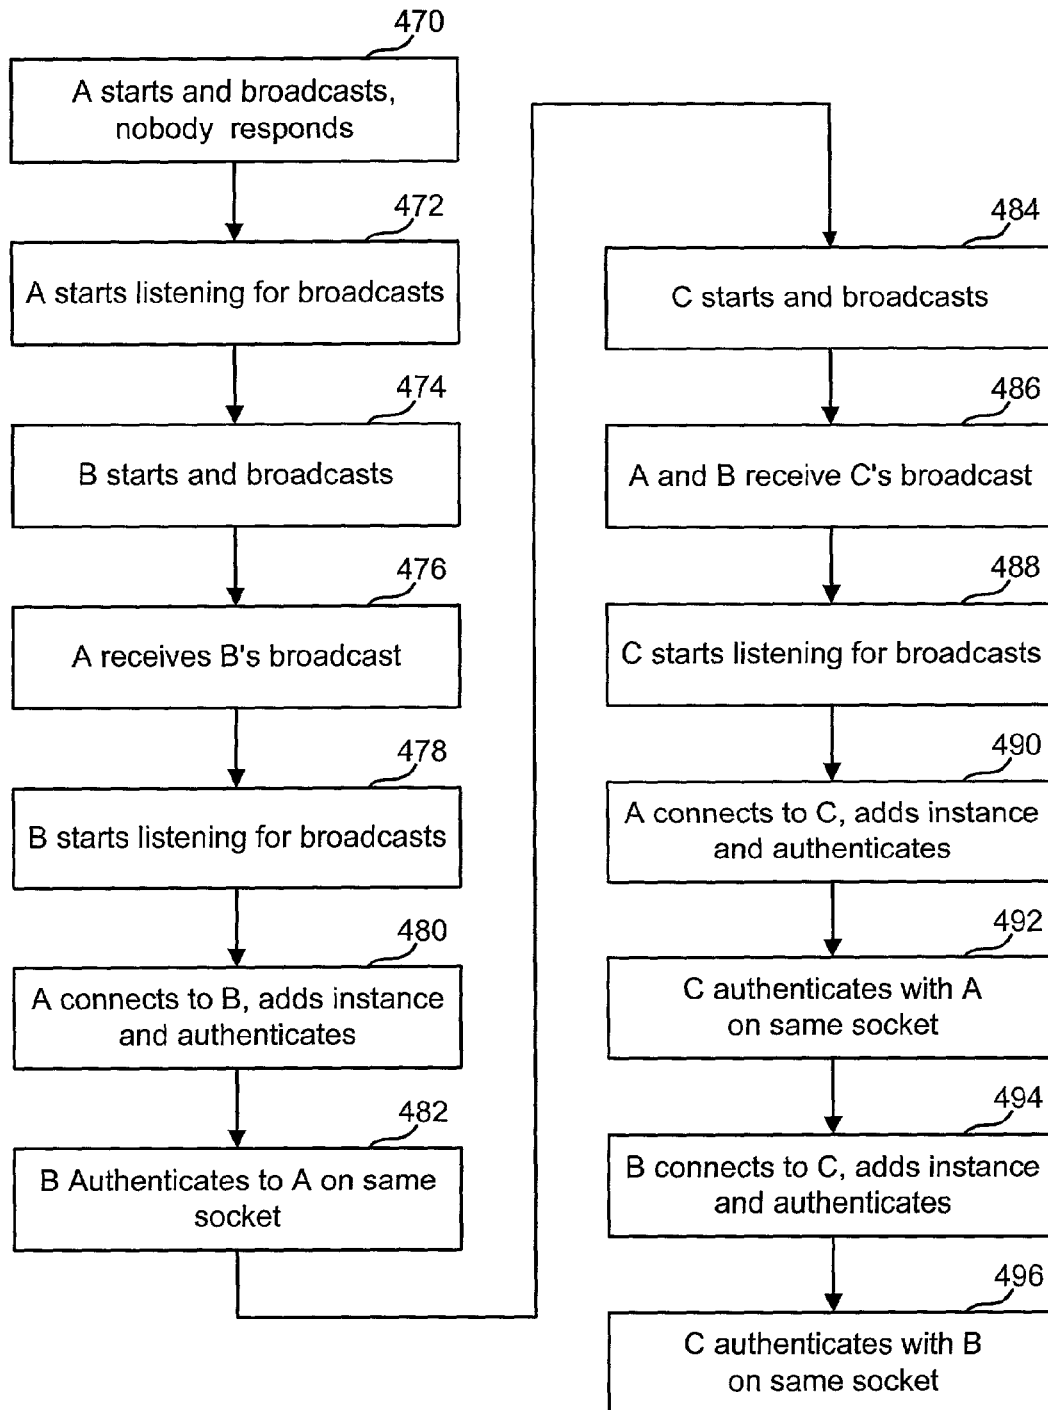 470
A starts and broadcasts,
nobody responds
472
A starts listening for broadcasts
474
B starts and broadcasts
476
A receives B's broadcast
478
B starts listening for broadcasts
480
A connects to B, adds instance
and authenticates
482
B Authenticates to A on same
socket
484
C starts and broadcasts
486
A and B receive C's broadcast
488
C starts listening for broadcasts
490
A connects to C, adds instance
and authenticates
492
C authenticates with A
on same socket
494
B connects to C, adds instance
and authenticates
496
C authenticates with B
on same socket